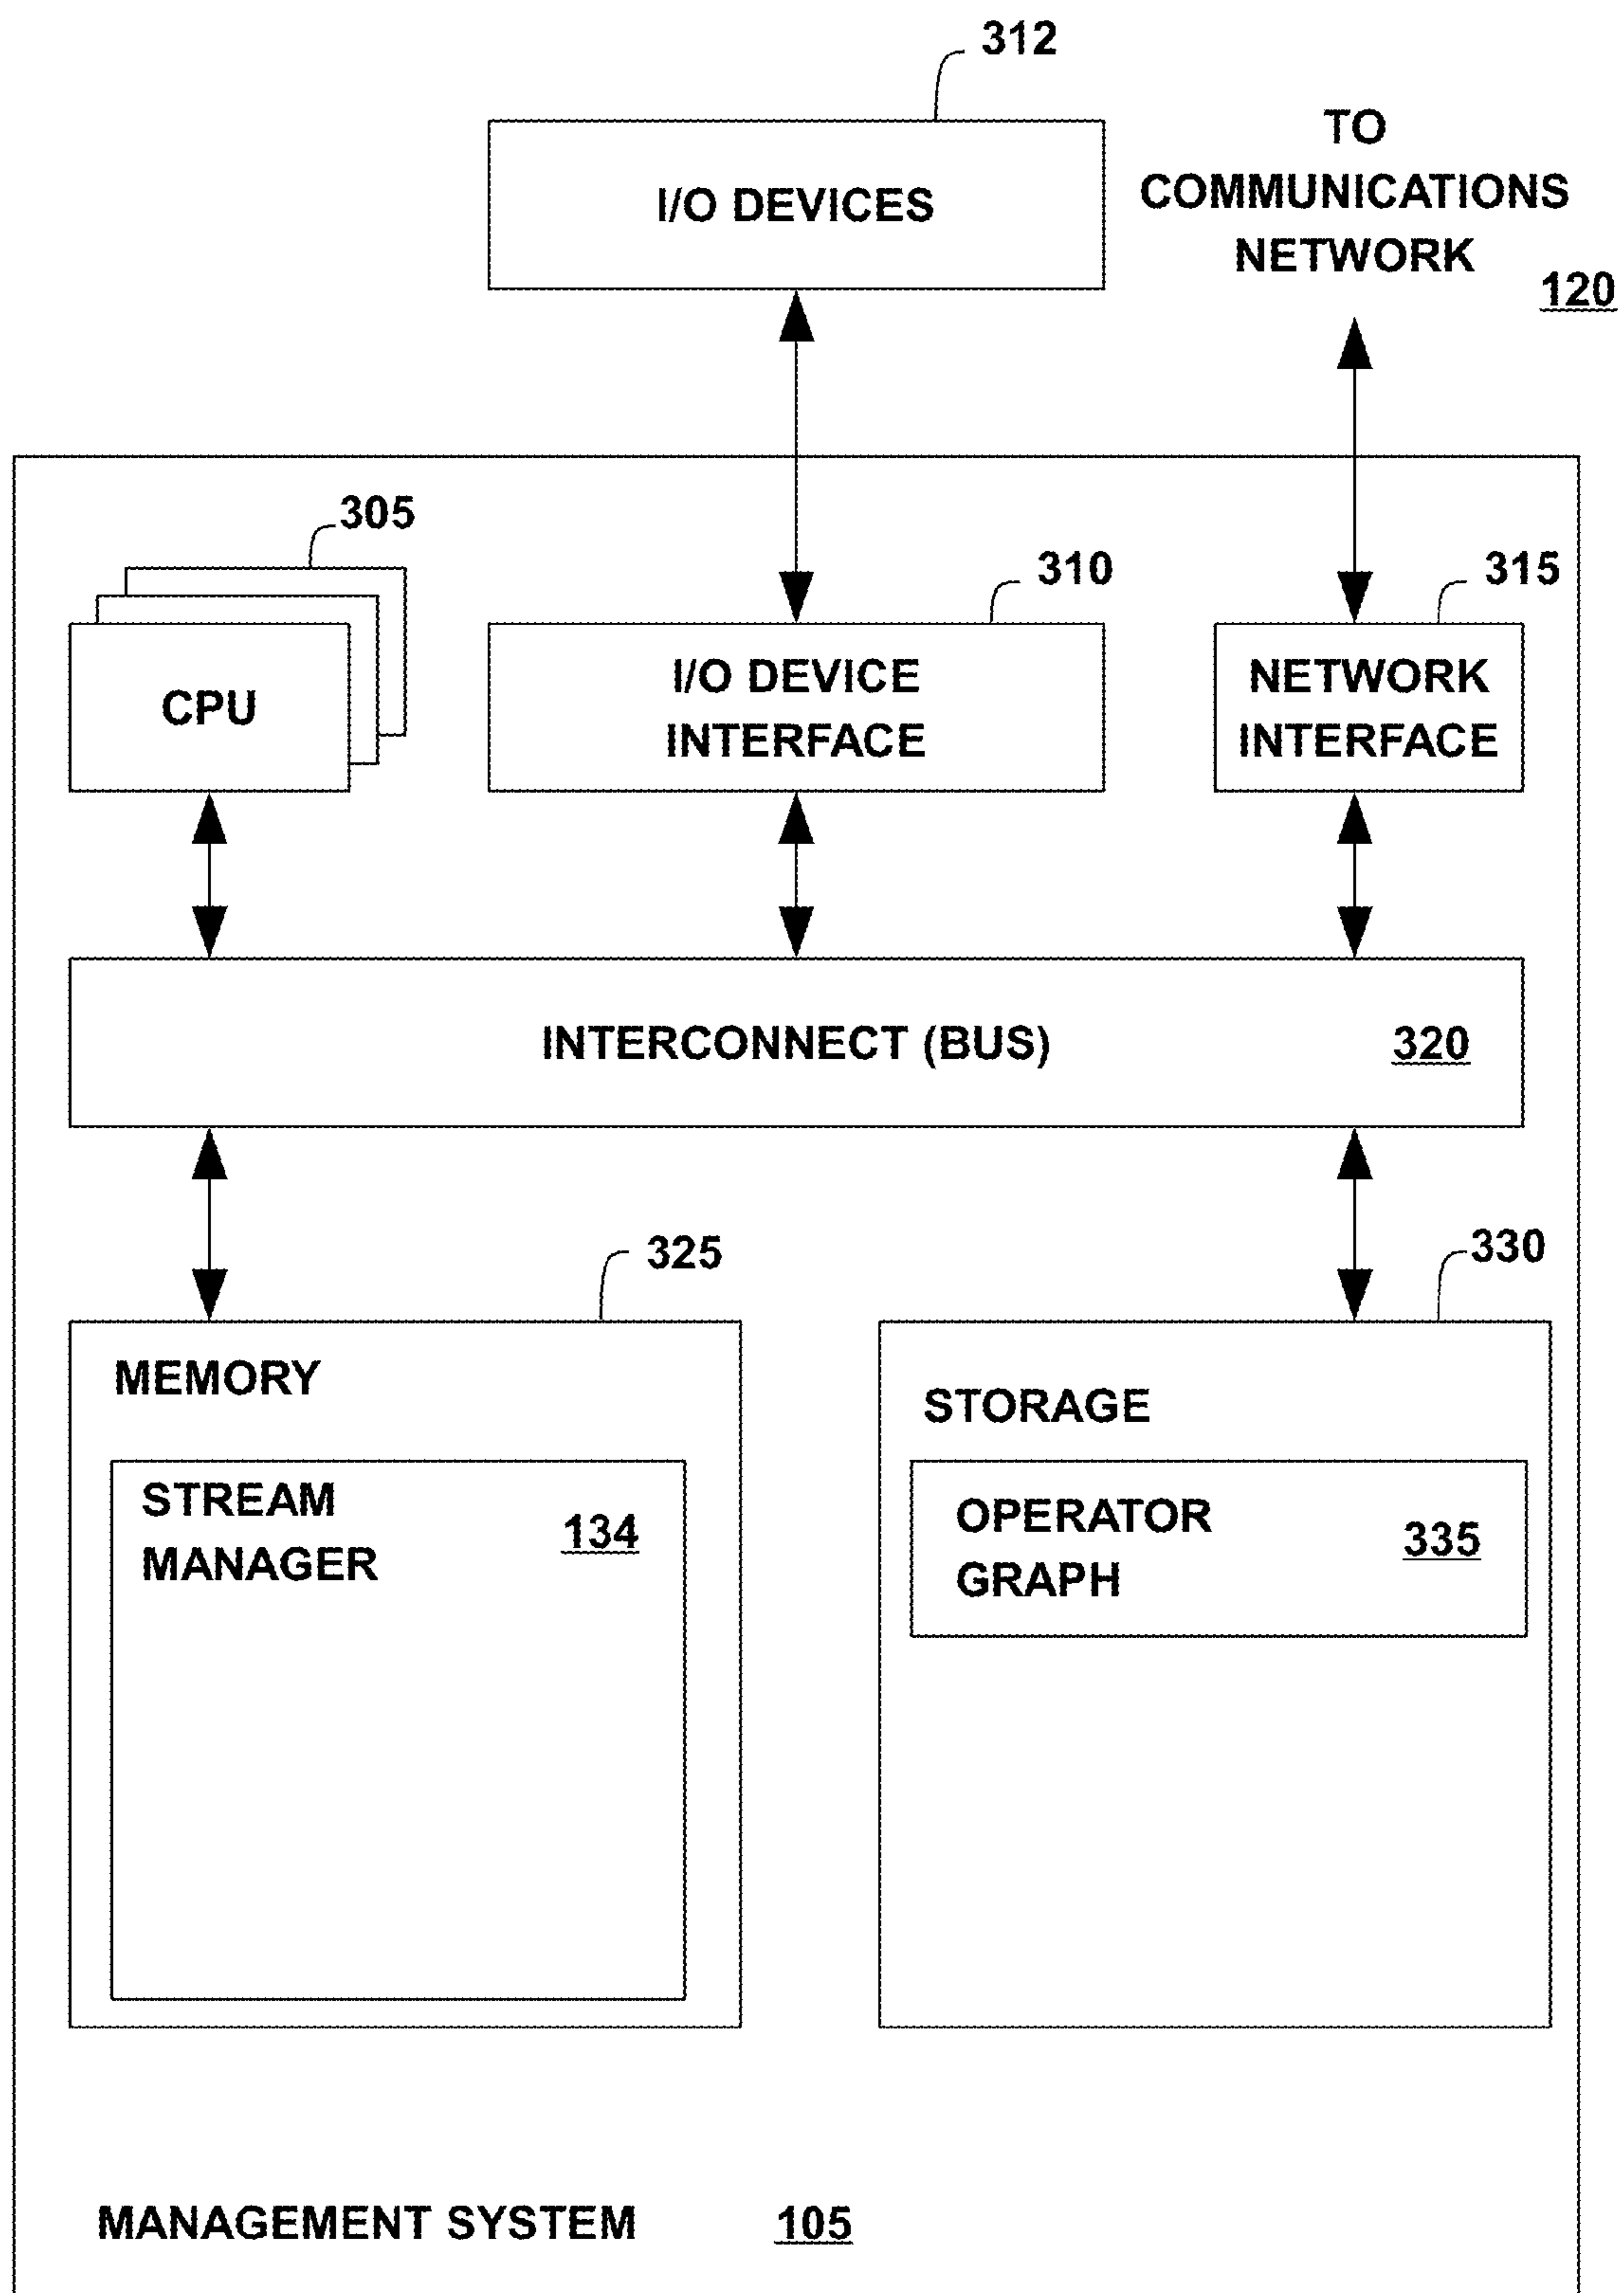 312
I/O DEVICES
TO
COMMUNICATIONS
NETWORK
120
305
CPU
310
I/O DEVICE
INTERFACE
315
NETWORK
INTERFACE
INTERCONNECT (BUS)
320
325
MEMORY
STREAM
MANAGER
134
330
STORAGE
OPERATOR
GRAPH
335
MANAGEMENT SYSTEM
105